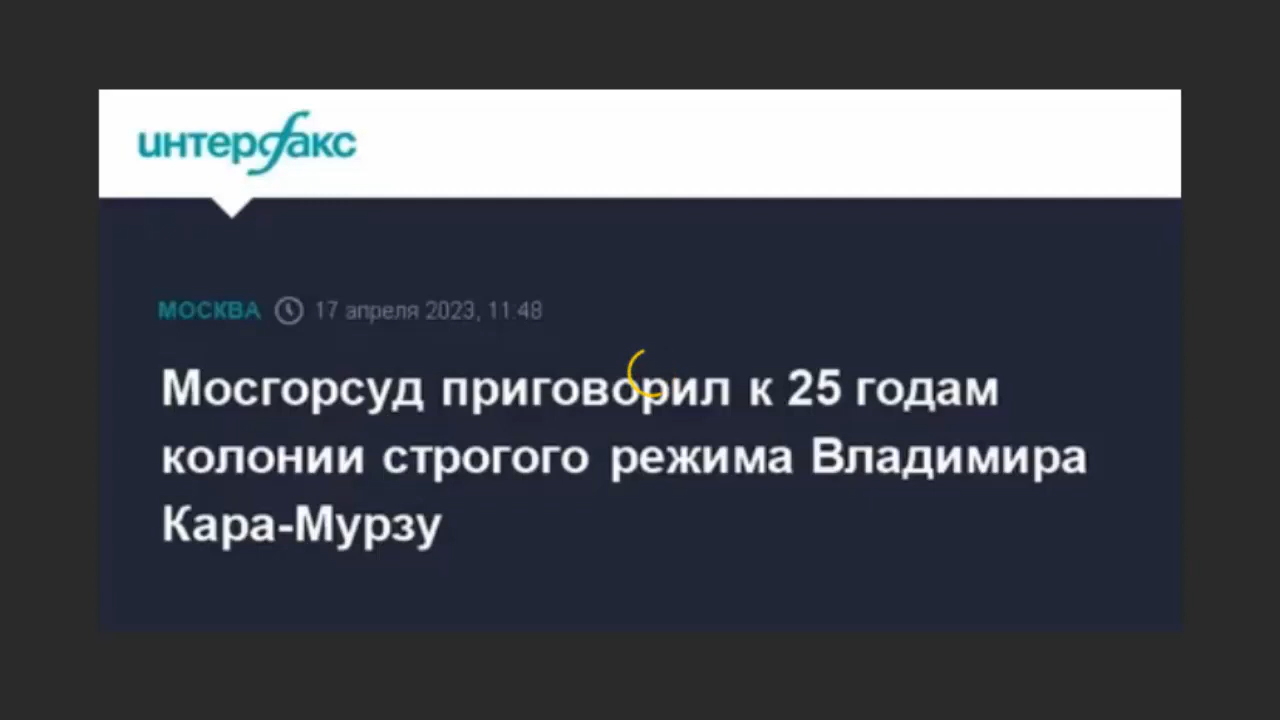 интерфакс
МОСКВА 17 апреля 2023, 11:48
Мосгорсуд приговорил к 25 годам
колонии строгого режима Владимира
Кара-Мурзу